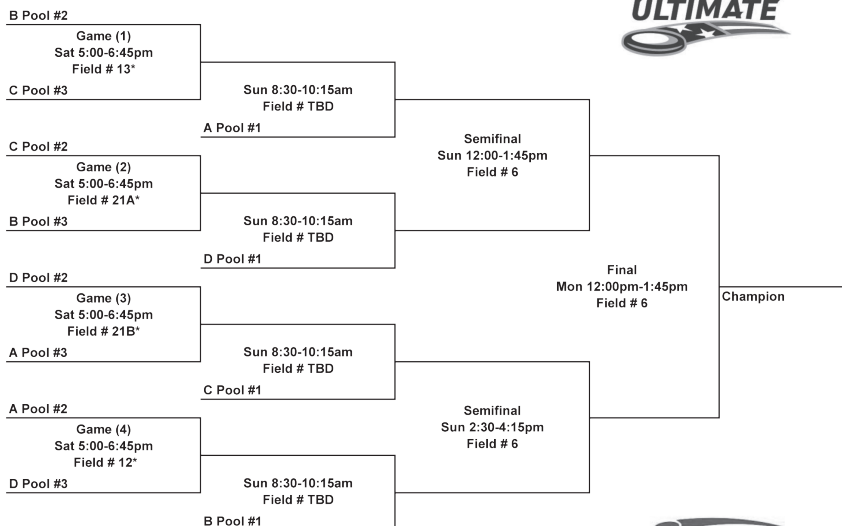 ULTIMATE
B Pool #2
Game (1)
Sat 5:00-6:45pm
Field # 13*
C Pool #3
Sun 8:30-10:15am
Field # TBD
A Pool #1
C Pool #2
Game (2)
Sat 5:00-6:45pm
Field # 21A*
B Pool #3
Sun 8:30-10:15am
Field # TBD
D Pool #1
Semifinal
Sun 12:00-1:45pm
Field # 6
D Pool #2
Game (3)
Sat 5:00-6:45pm
Field # 21B*
A Pool #3
Sun 8:30-10:15am
Field # TBD
C Pool #1
A Pool #2
Game (4)
Sat 5:00-6:45pm
Field # 12*
D Pool #3
Sun 8:30-10:15am
Field # TBD
B Pool #1
Semifinal
Sun 2:30-4:15pm
Field # 6
Final
Mon 12:00pm-1:45pm
Field # 6
Champion